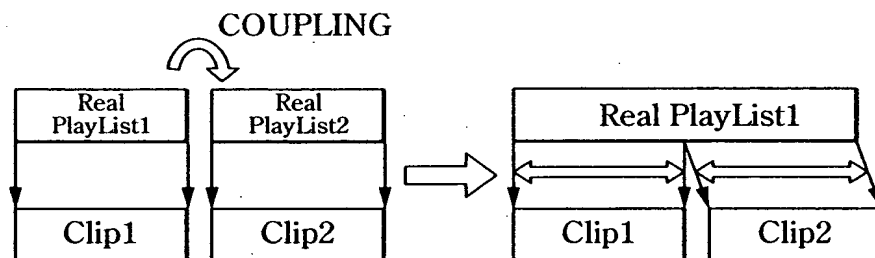 COUPLING
Real
PlayList1
Real
PlayList2
Real PlayList1
Clip1
Clip2
Clip1
Clip2